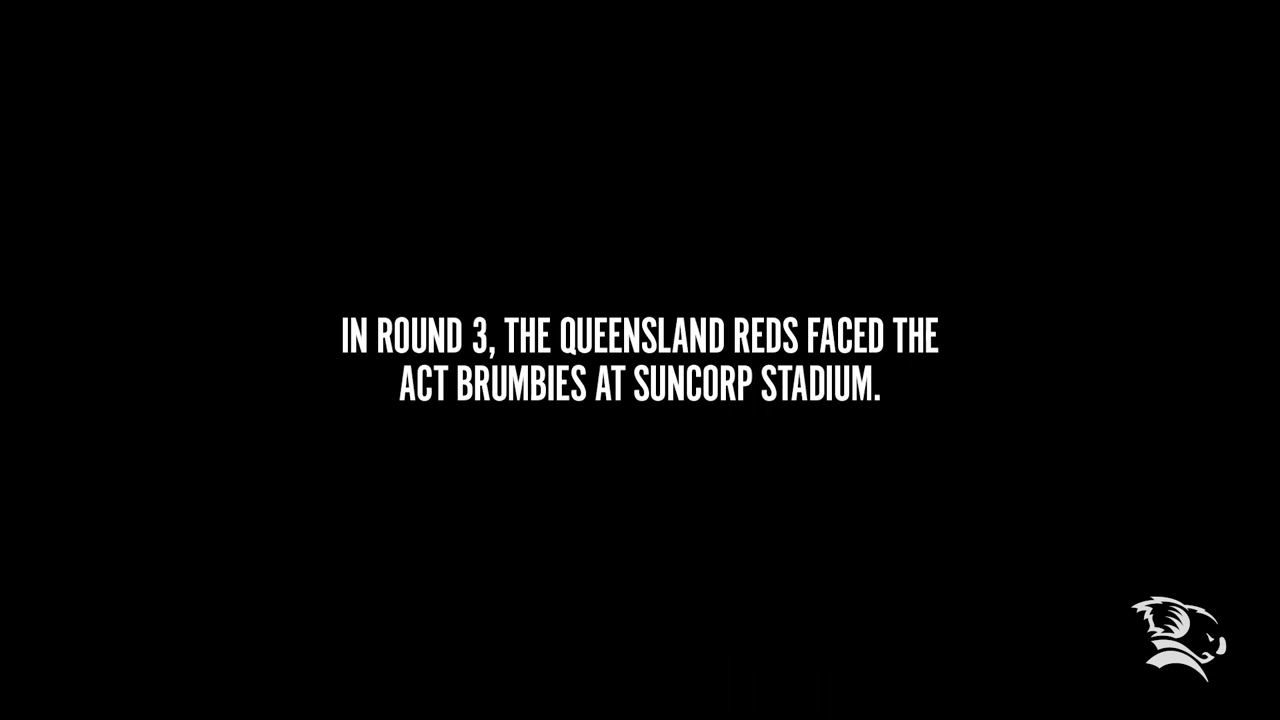 IN ROUND 3, THE QUEENSLAND REDS FACED THE
ACT BRUMBIES AT SUNCORP STADIUM.